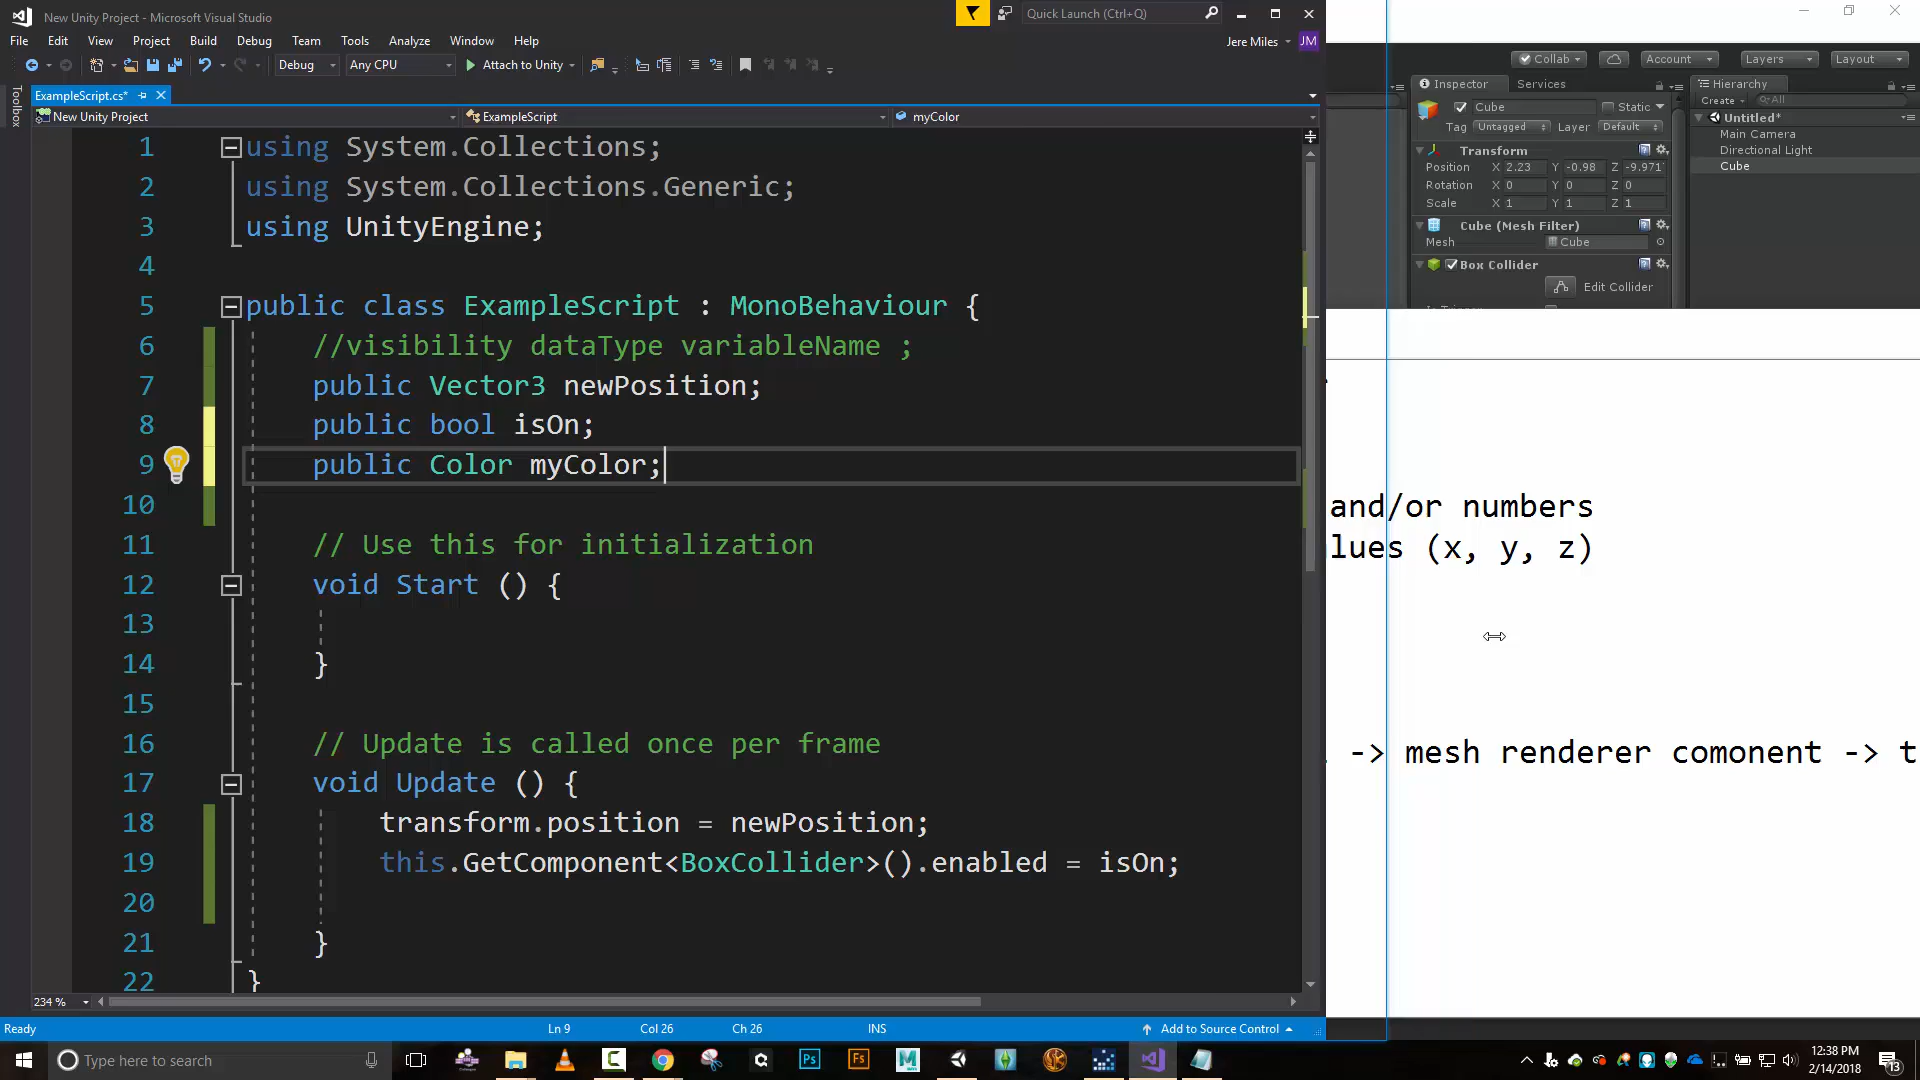 New Unity Project - Microsoft Visual Studio
Quick Launch (Ctrl+Q)
File Edit View Project Build Debug Team Tools Analyze Window Help
Jere Miles JM
Debug Any CPU Attach to Unity
Toolbox
ExampleScript.cs*
New Unity Project ExampleScript myColor
1 using System.Collections;
2 using System.Collections.Generic;
3 using UnityEngine;
4
5 public class ExampleScript : MonoBehaviour {
6 //visibility dataType variableName ;
7 public Vector3 newPosition;
8 public bool isOn;
9 public Color myColor;
10
11 // Use this for initialization
12 void Start () {
13
14 }
15
16 // Update is called once per frame
17 void Update () {
18 transform.position = newPosition;
19 this.GetComponent<BoxCollider>().enabled = isOn;
20
21 }
22 }
234 %
Ready Ln 9 Col 26 Ch 26 INS Add to Source Control
Collab Account Layers Layout
Inspector Services
Cube Static
Tag Untagged Layer Default
Transform
Position X 2.23 Y -0.98 Z -9.971
Rotation X 0 Y 0 Z 0
Scale X 1 Y 1 Z 1
Cube (Mesh Filter)
Mesh Cube
Box Collider
Edit Collider
Hierarchy
Create All
Untitled*
Main Camera
Directional Light
Cube
and/or numbers
lues (x, y, z)
-> mesh renderer comonent -> t
Type here to search
Ps Fs M
12:38 PM
2/14/2018
13